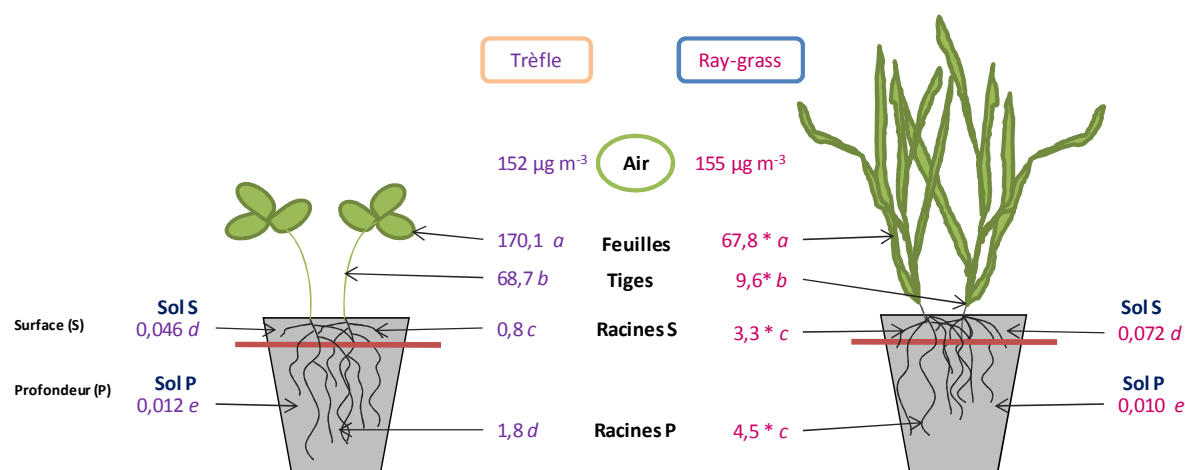 Trèfle Ray-grass
152 µg m-3 Air 155 µg m-3
170,1 a Feuilles 67,8 * a
68,7 b Tiges 9,6* b
Sol S Sol S
Surface (S) 0,046 d 0,8 c Racines S 3,3 * c 0,072 d
Profondeur (P) Sol P Sol P
0,012 e 0,010 e
1,8 d Racines P 4,5 * c